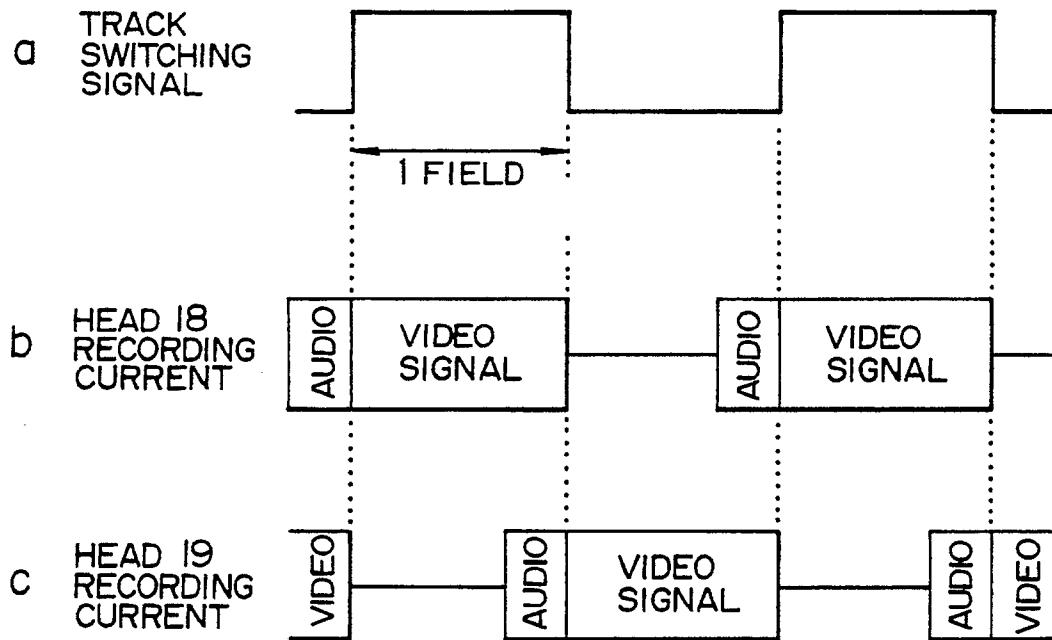 a
TRACK
SWITCHING
SIGNAL
1 FIELD
b
HEAD 18
RECORDING
CURRENT
AUDIO
VIDEO
SIGNAL
AUDIO
VIDEO
SIGNAL
c
HEAD 19
RECORDING
CURRENT
VIDEO
AUDIO
VIDEO
SIGNAL
AUDIO
VIDEO